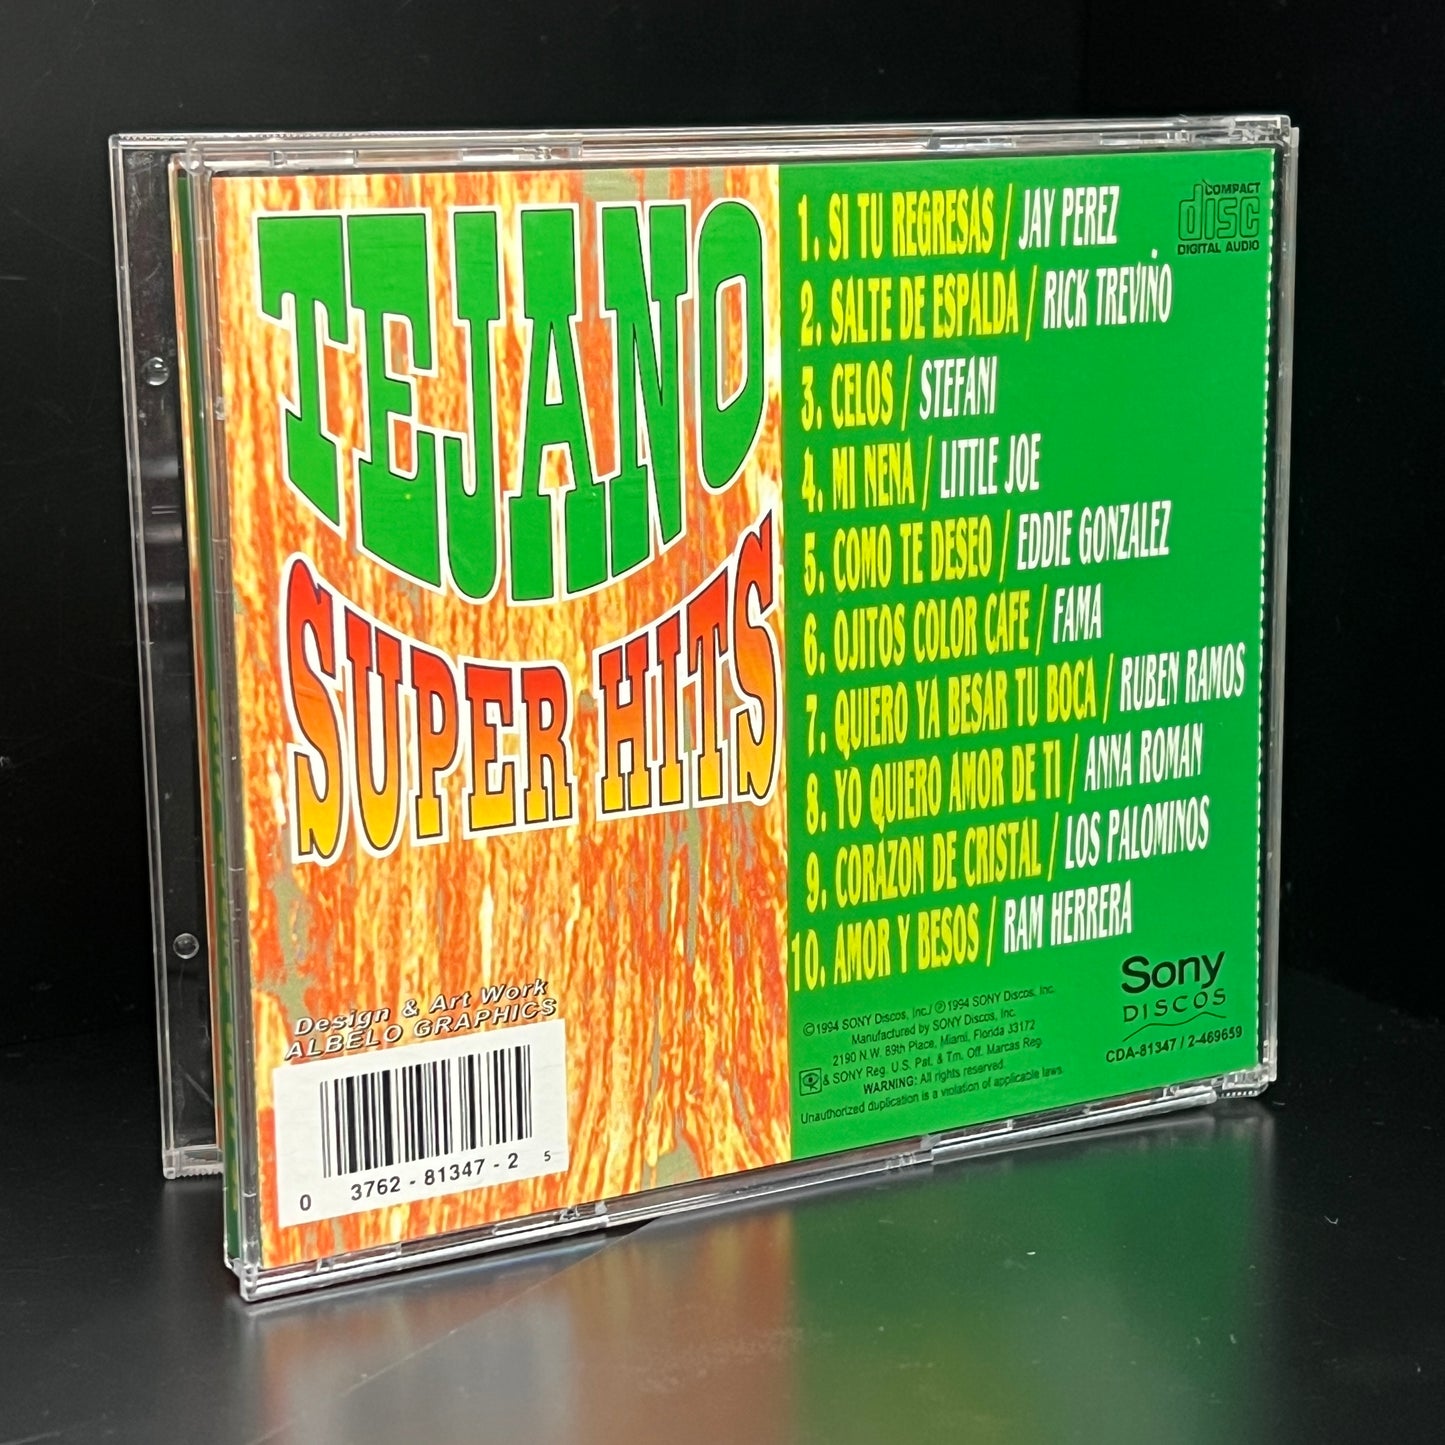 TEJANO
SUPER HITS
Design & Art Work
ALBELO GRAPHICS
0 3762 - 81347 - 2 5
1. SI TU REGRESAS / JAY PEREZ
2. SALTE DE ESPALDA / RICK TREVIÑO
3. CELOS / STEFANI
4. MI NENA / LITTLE JOE
5. COMO TE DESEO / EDDIE GONZALEZ
6. OJITOS COLOR CAFE / FAMA
7. QUIERO YA BESAR TU BOCA / RUBEN RAMOS
8. YO QUIERO AMOR DE TI / ANNA ROMAN
9. CORAZON DE CRISTAL / LOS PALOMINOS
10. AMOR Y BESOS / RAM HERRERA
COMPACT
disc
DIGITAL AUDIO
©1994 SONY Discos, Inc./ ℗1994 SONY Discos, Inc.
Manufactured by SONY Discos, Inc.
2190 N.W. 89th Place, Miami, Florida 33172
& SONY Reg. U.S. Pat. & Tm. Off. Marcas Reg.
WARNING: All rights reserved.
Unauthorized duplication is a violation of applicable laws.
Sony
DISCOS
CDA-81347 / 2-469659